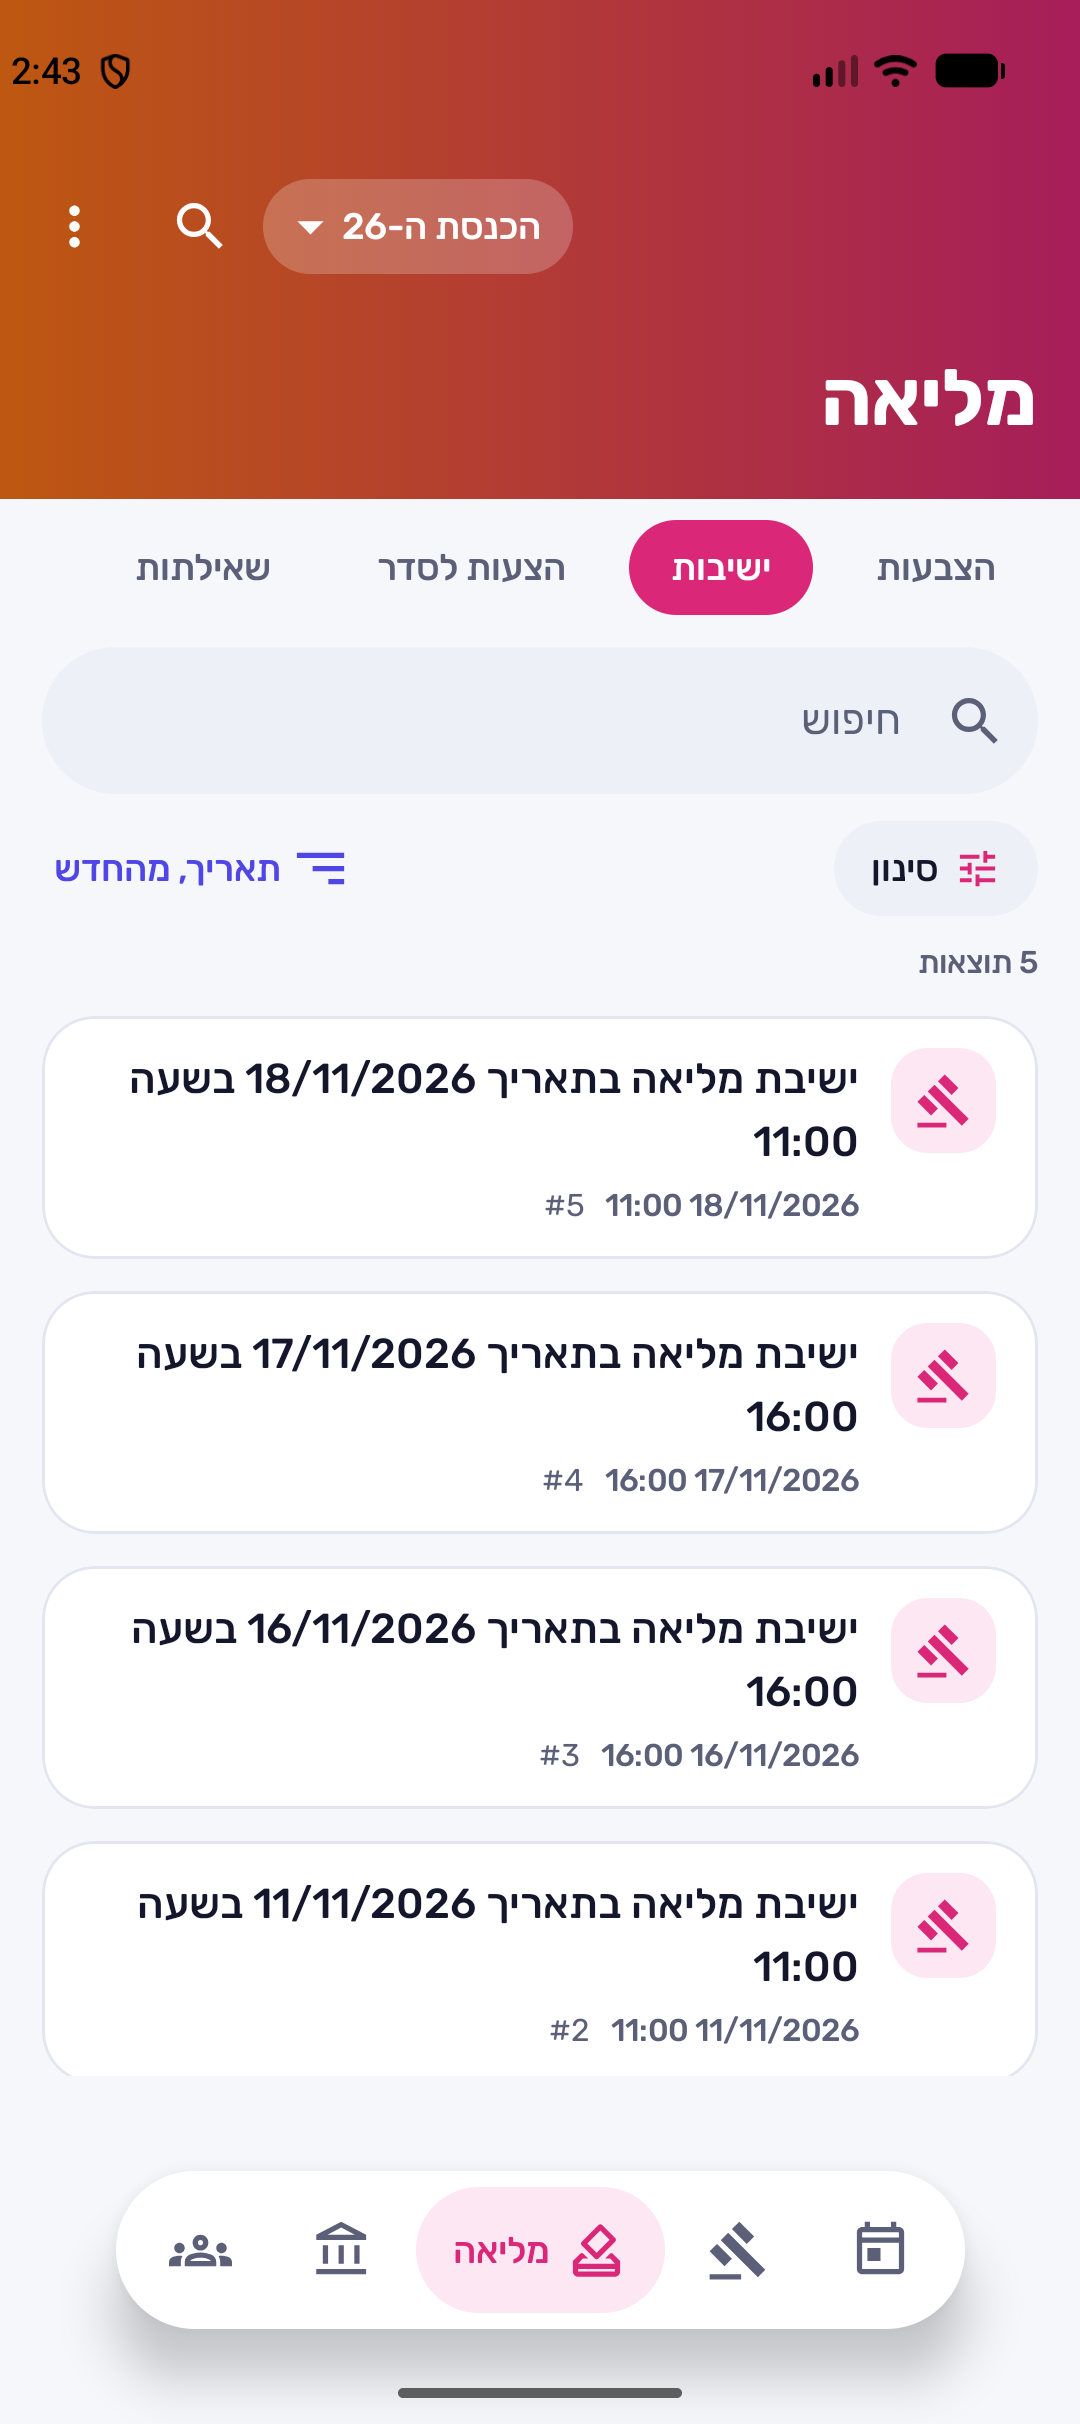 2:43
הכנסת ה-26
מליאה
הצבעות
ישיבות
הצעות לסדר
שאילתות
חיפוש
סינון
תאריך, מהחדש
5 תוצאות
ישיבת מליאה בתאריך 18/11/2026 בשעה
11:00
18/11/2026 11:00 #5
ישיבת מליאה בתאריך 17/11/2026 בשעה
16:00
17/11/2026 16:00 #4
ישיבת מליאה בתאריך 16/11/2026 בשעה
16:00
16/11/2026 16:00 #3
ישיבת מליאה בתאריך 11/11/2026 בשעה
11:00
11/11/2026 11:00 #2
מליאה